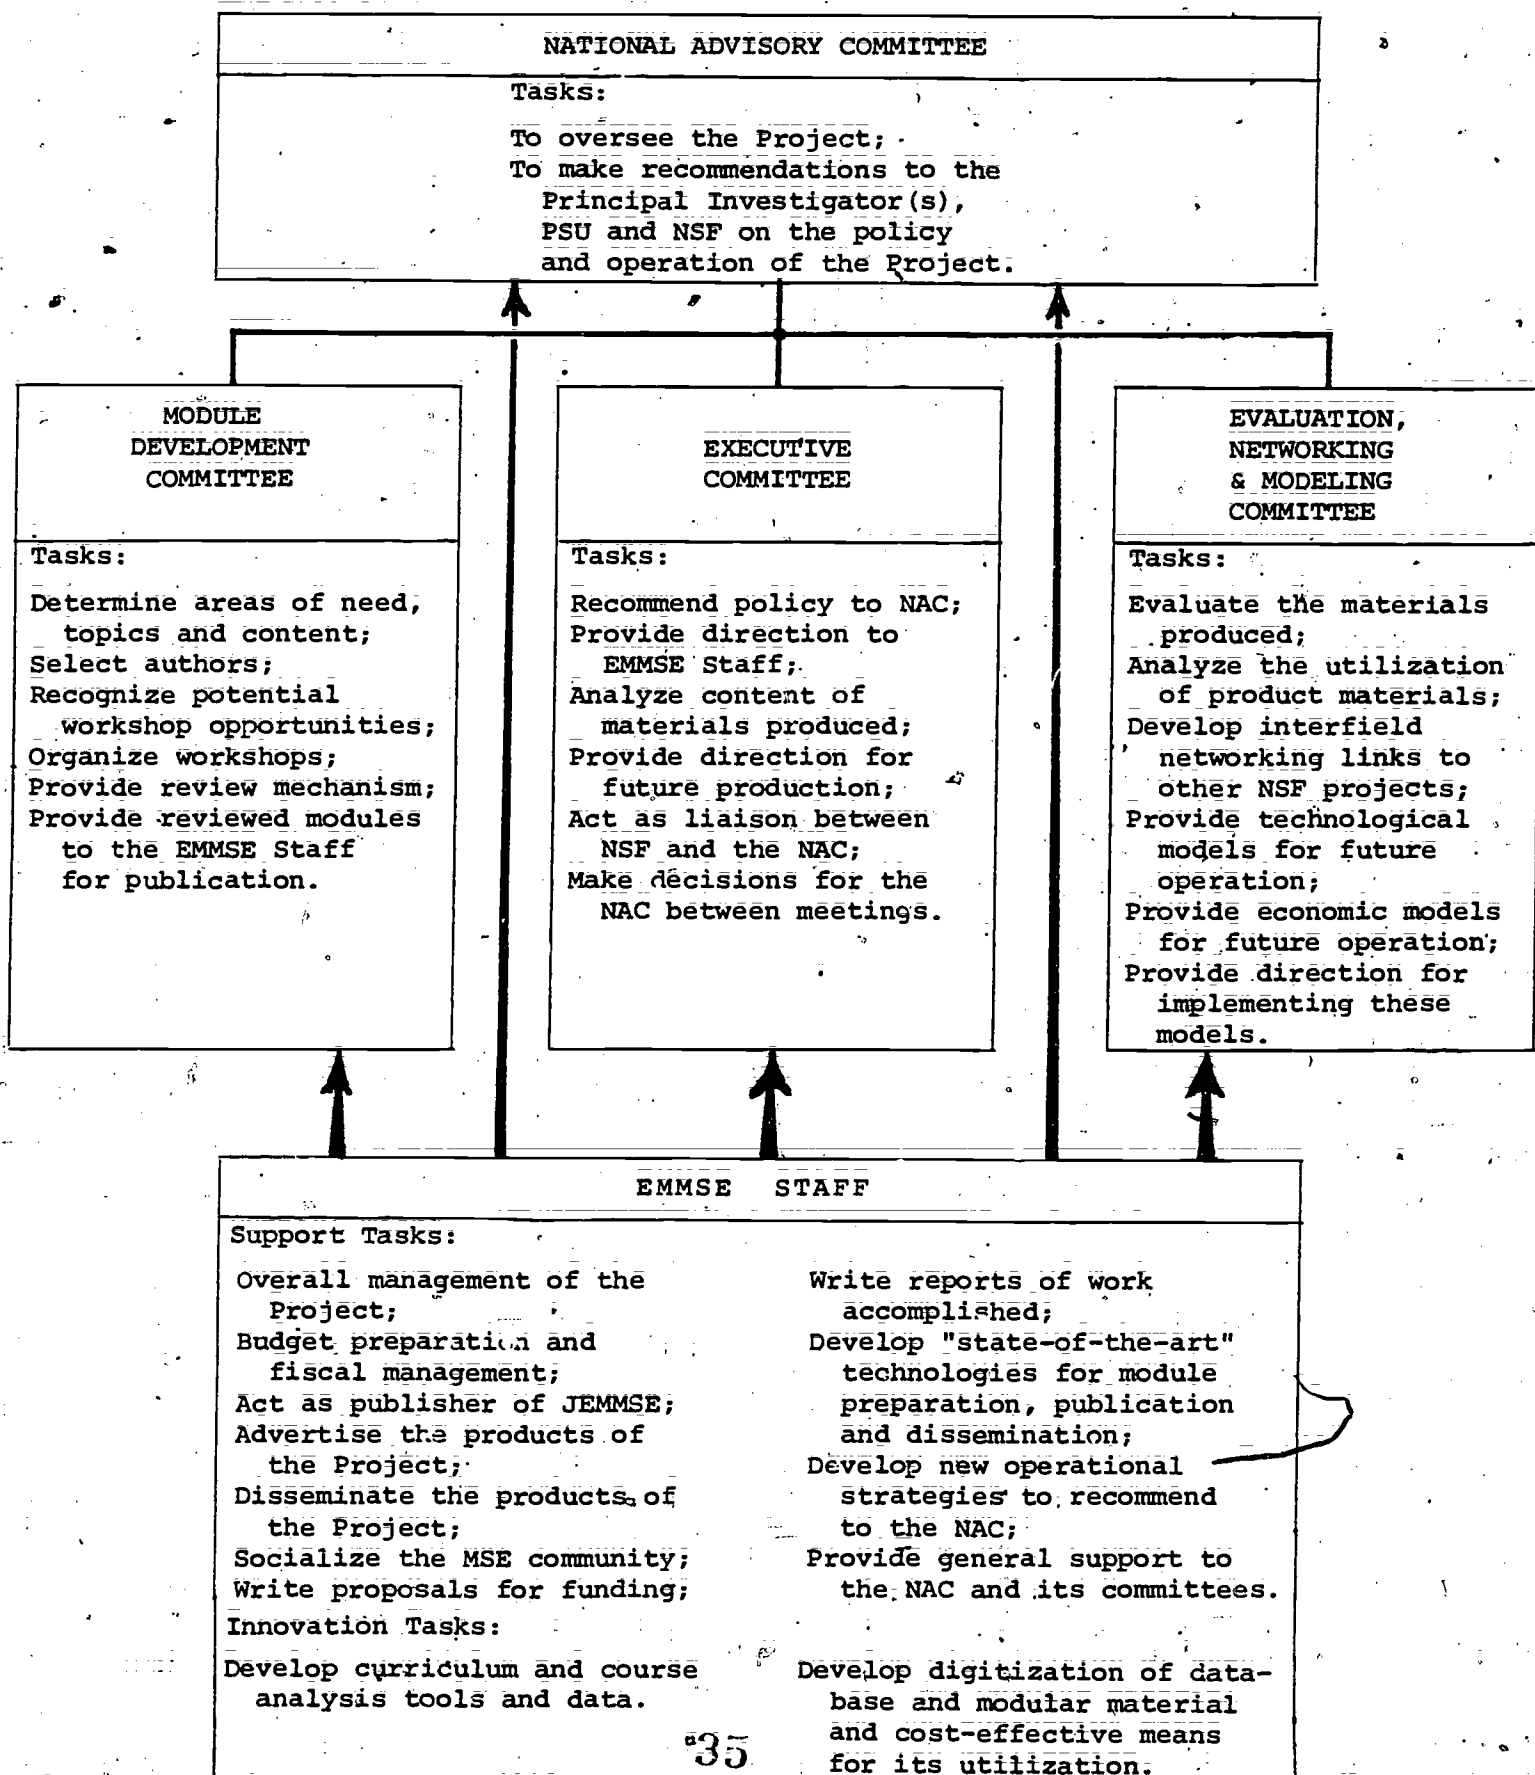 NATIONAL ADVISORY COMMITTEE
Tasks:
To oversee the Project;
To make recommendations to the
Principal Investigator(s),
PSU and NSF on the policy
and operation of the Project.
MODULE
DEVELOPMENT
COMMITTEE
Tasks:
Determine areas of need,
topics and content;
Select authors;
Recognize potential
workshop opportunities;
Organize workshops;
Provide review mechanism;
Provide reviewed modules
to the EMMSE Staff
for publication.
EXECUTIVE
COMMITTEE
Tasks:
Recommend policy to NAC;
Provide direction to
EMMSE Staff;
Analyze content of
materials produced;
Provide direction for
future production;
Act as liaison between
NSF and the NAC;
Make decisions for the
NAC between meetings.
EVALUATION,
NETWORKING
& MODELING
COMMITTEE
Tasks:
Evaluate the materials
produced;
Analyze the utilization
of product materials;
Develop interfield
networking links to
other NSF projects;
Provide technological
models for future
operation;
Provide economic models
for future operation;
Provide direction for
implementing these
models.
EMMSE STAFF
Support Tasks:
Overall management of the
Project;
Budget preparation and
fiscal management;
Act as publisher of JEMMSE;
Advertise the products of
the Project;
Disseminate the products of
the Project;
Socialize the MSE community;
Write proposals for funding;
Write reports of work
accomplished;
Develop "state-of-the-art"
technologies for module
preparation, publication
and dissemination;
Develop new operational
strategies to recommend
to the NAC;
Provide general support to
the NAC and its committees.
Innovation Tasks:
Develop curriculum and course
analysis tools and data.
Develop digitization of data-
base and modular material
and cost-effective means
for its utilization.
35